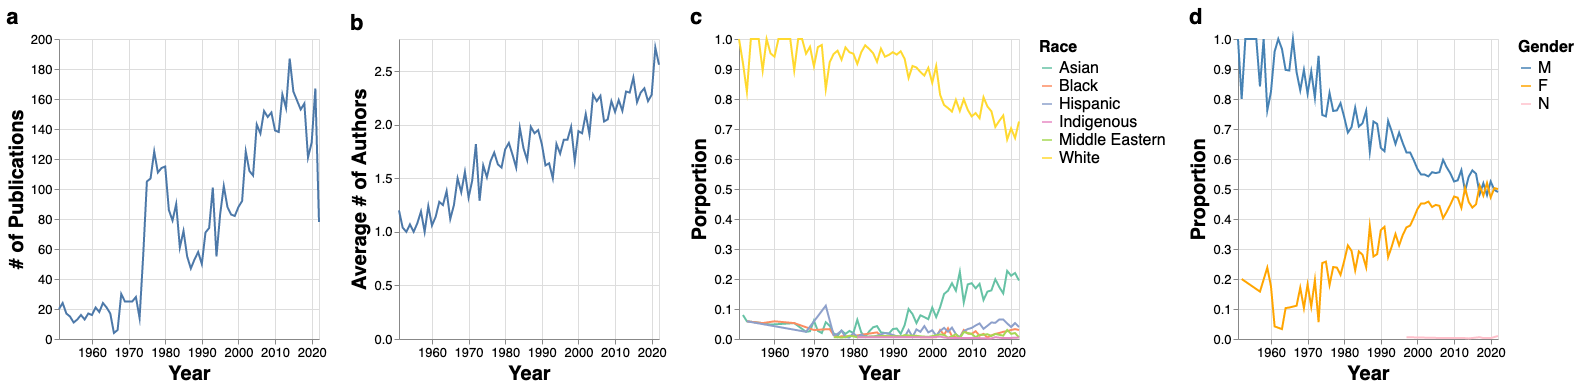 a
# of Publications
200
180
160
140
120
100
80
60
40
20
0
1960 1970 1980 1990 2000 2010 2020
Year
b
Average # of Authors
2.5
2.0
1.5
1.0
0.5
0.0
1960 1970 1980 1990 2000 2010 2020
Year
c
Porportion
1.0
0.9
0.8
0.7
0.6
0.5
0.4
0.3
0.2
0.1
0.0
1960 1970 1980 1990 2000 2010 2020
Year
Race
Asian
Black
Hispanic
Indigenous
Middle Eastern
White
d
Proportion
1.0
0.9
0.8
0.7
0.6
0.5
0.4
0.3
0.2
0.1
0.0
1960 1970 1980 1990 2000 2010 2020
Year
Gender
M
F
N